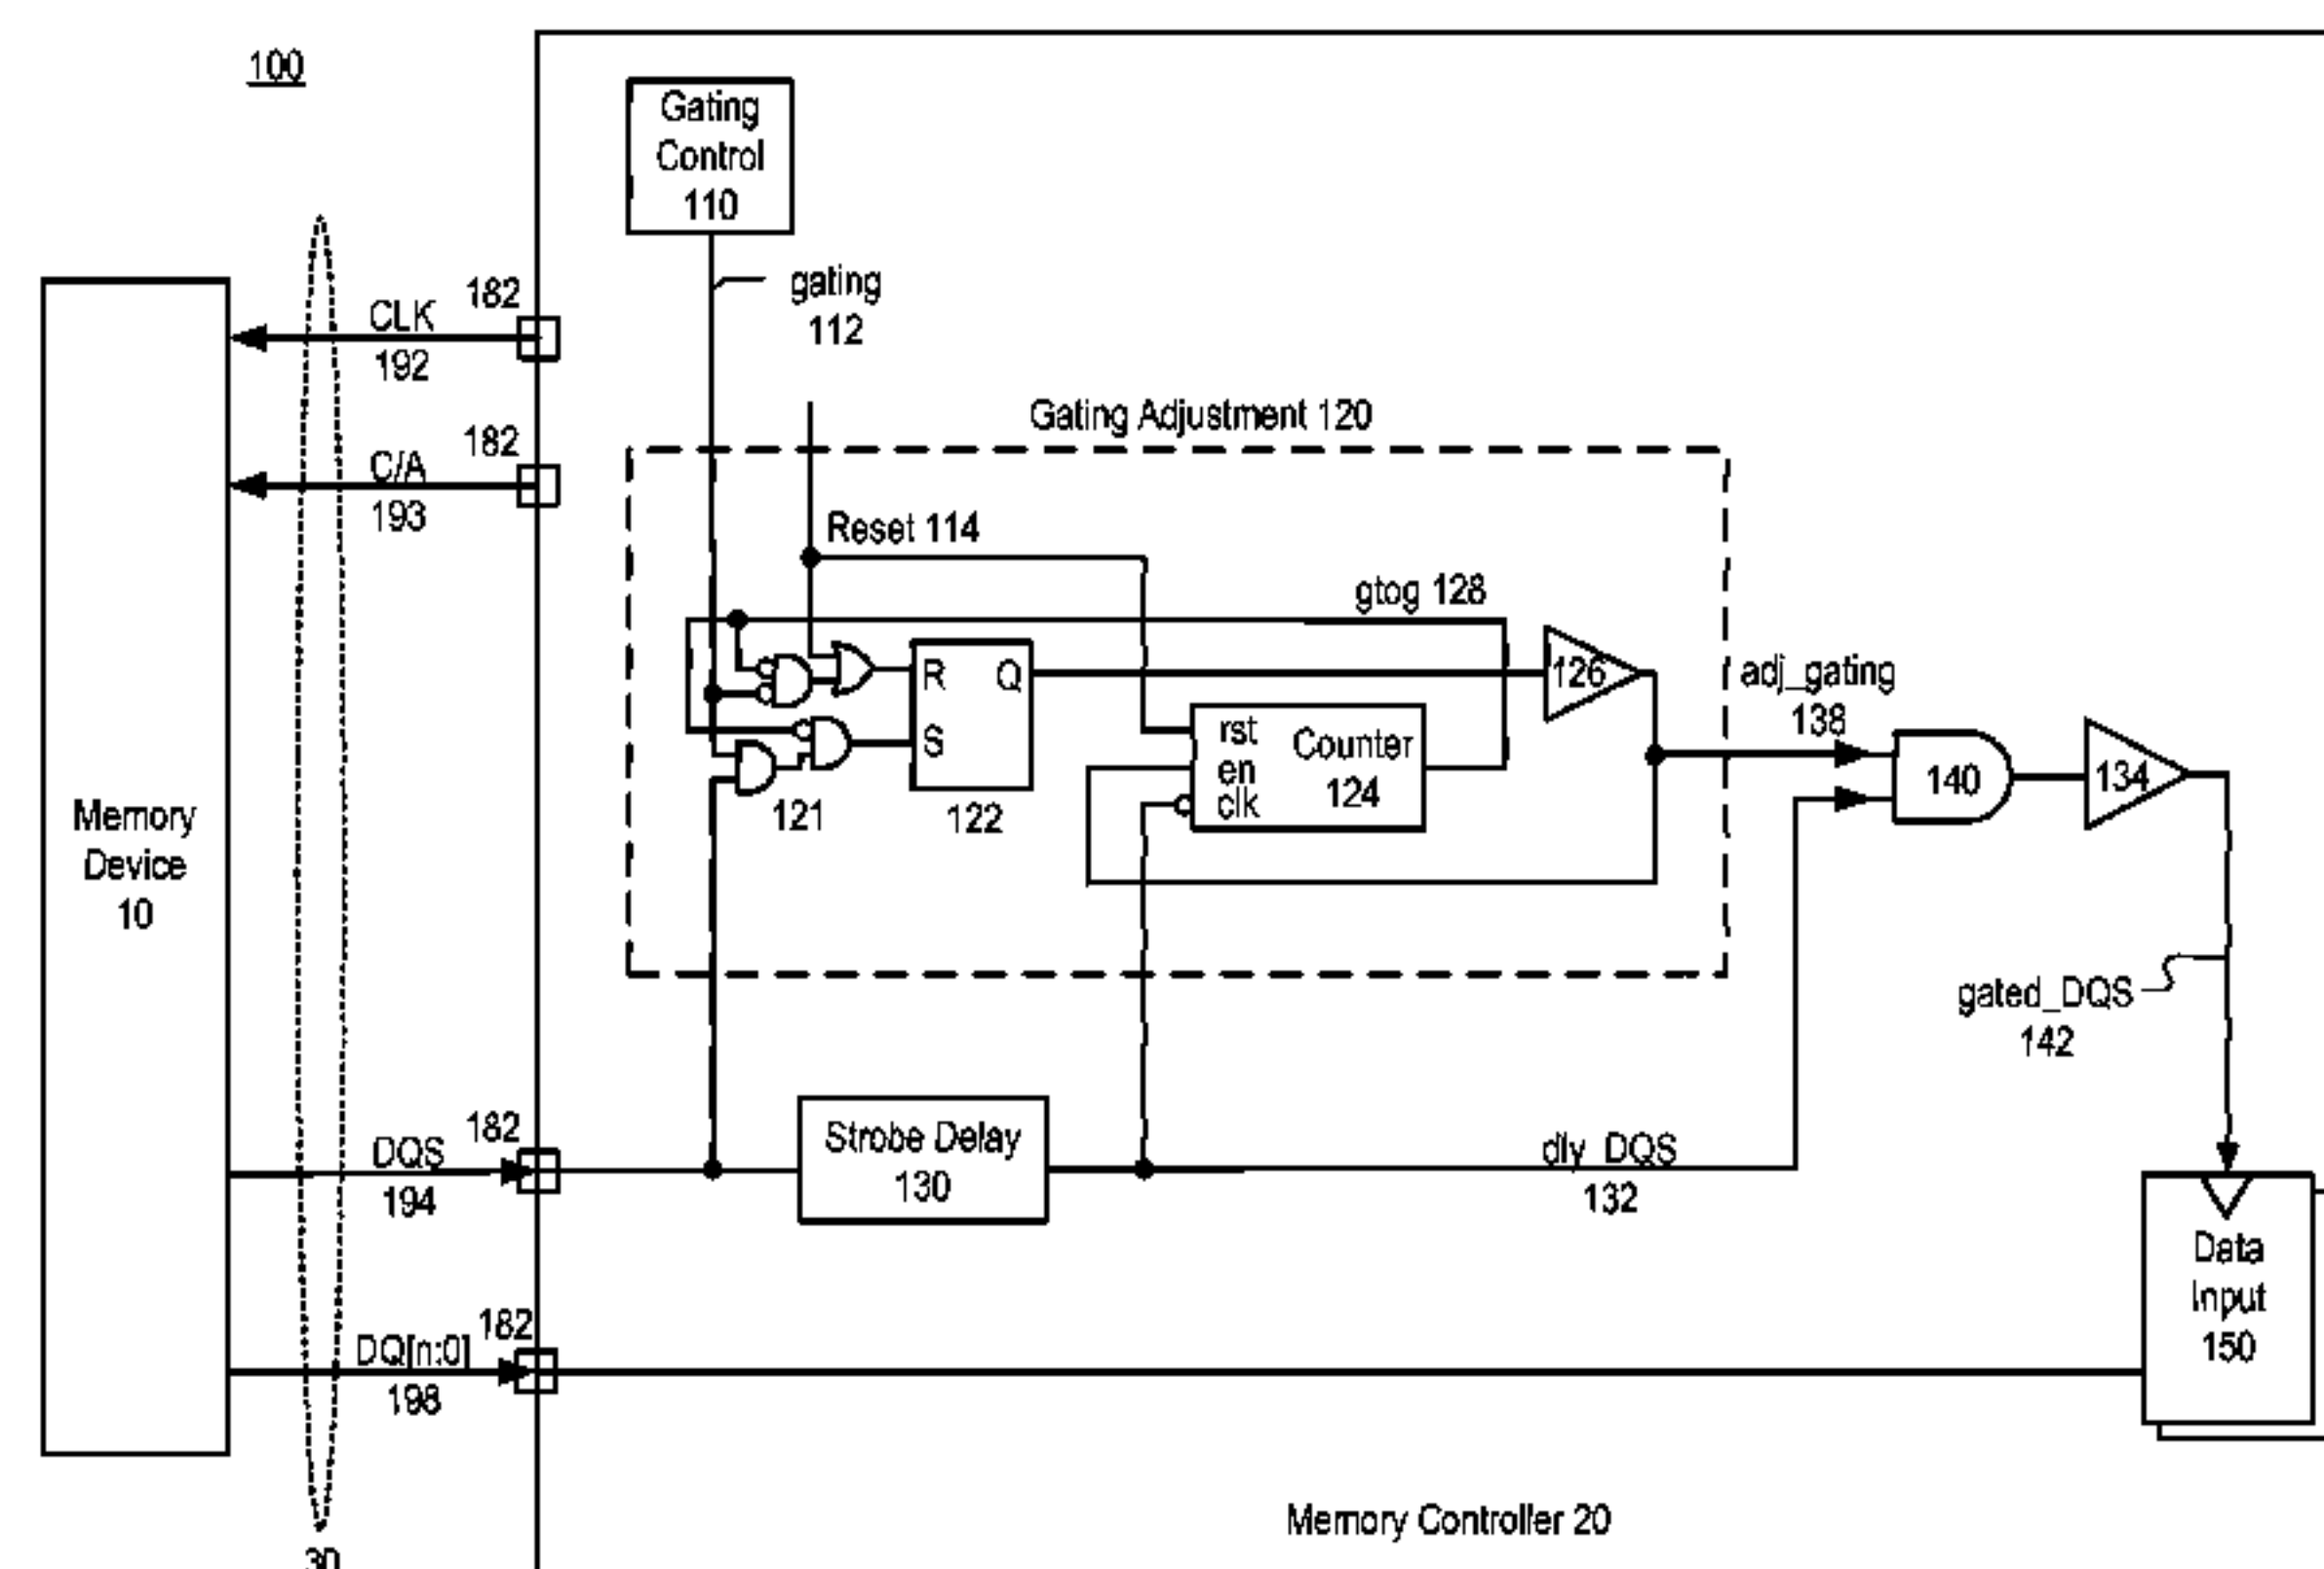 100
Gating
Control
110
gating
112
182
CLK
192
182
C/A
193
Gating Adjustment 120
Reset 114
gtog 128
R Q
S
121
122
rst
en
clk
Counter
124
126
adj_gating
138
140
134
Memory
Device
10
gated_DQS
142
182
DQS
194
Strobe Delay
130
dly_DQS
132
182
DQ[n:0]
198
Data
Input
150
Memory Controller 20
30